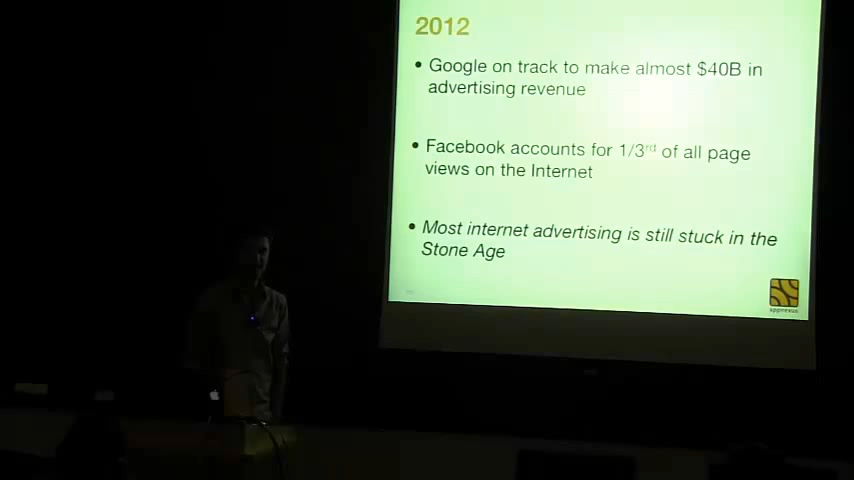 2012
• Google on track to make almost $40B in
advertising revenue
• Facebook accounts for 1/3rd of all page
views on the Internet
• Most internet advertising is still stuck in the
Stone Age
appnexus